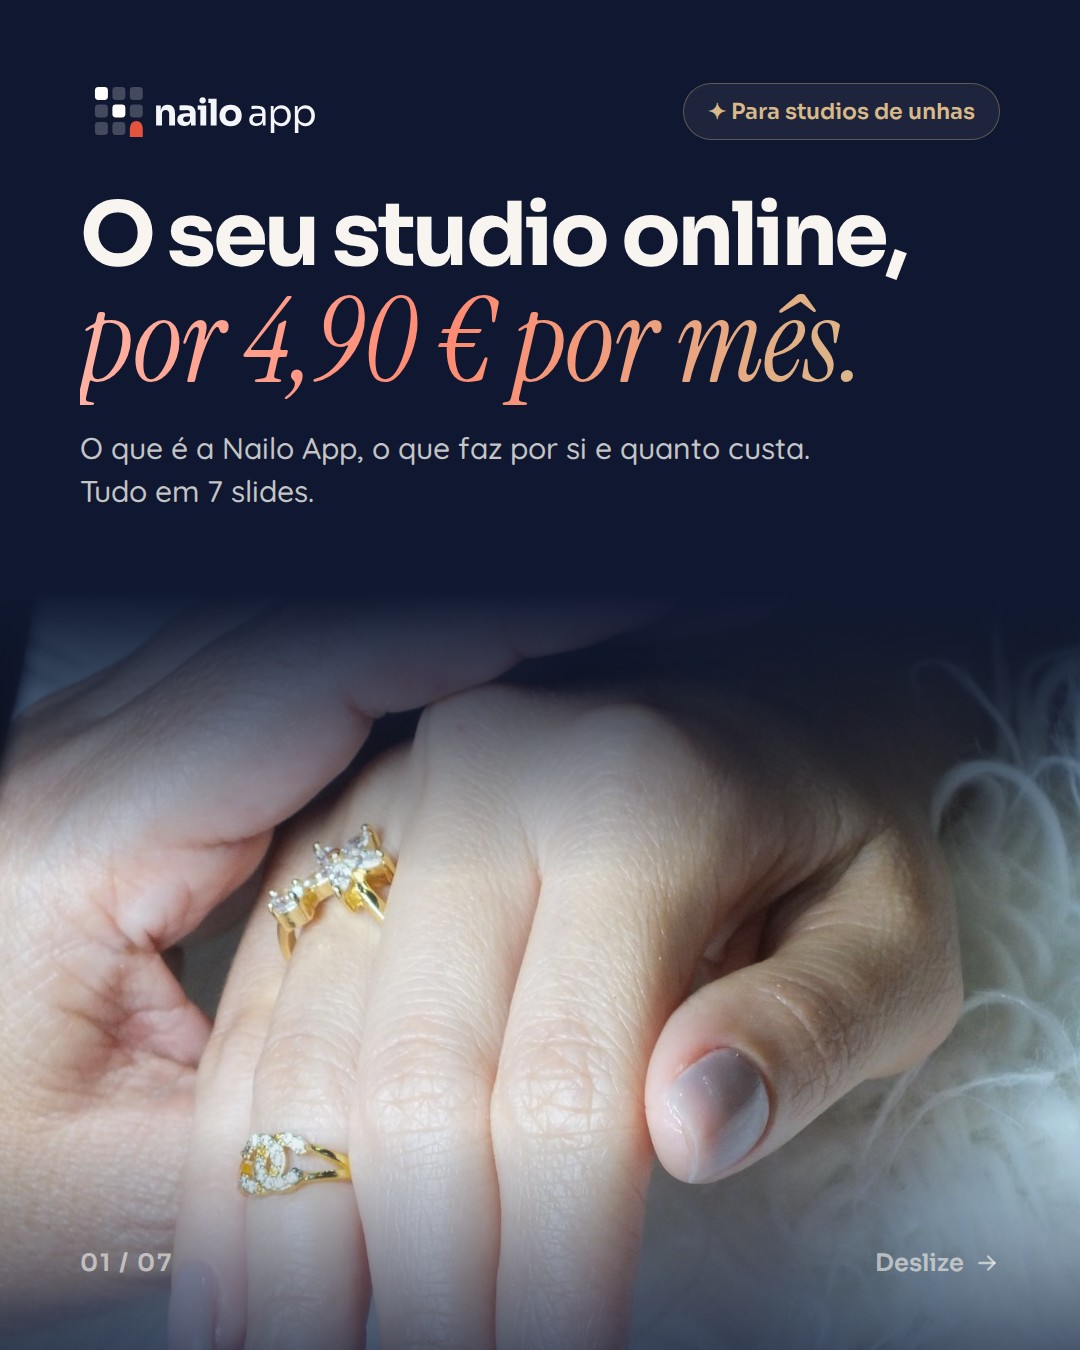 nailo app
✦ Para studios de unhas
O seu studio online,
por 4,90 € por mês.
O que é a Nailo App, o que faz por si e quanto custa.
Tudo em 7 slides.
01 / 07
Deslize →